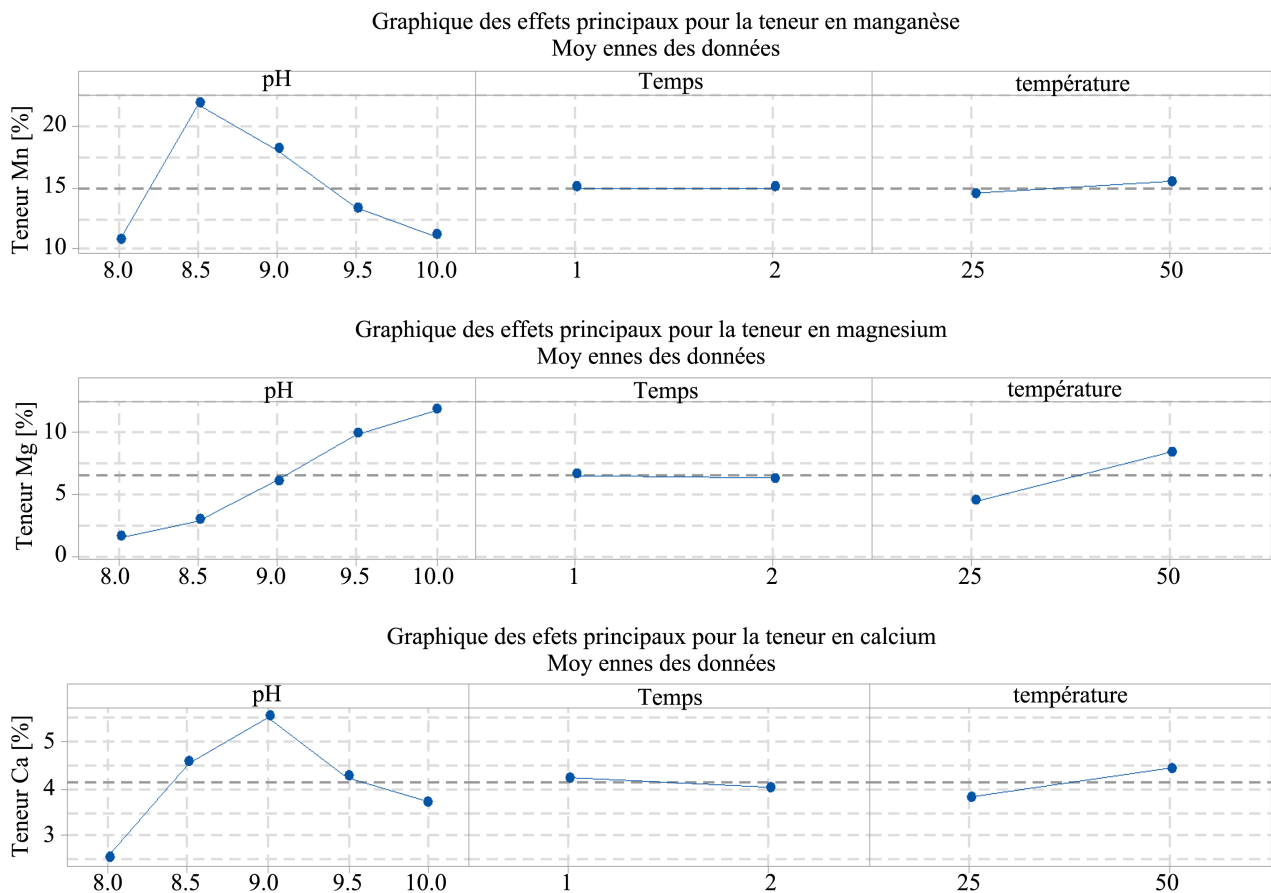 Graphique des effets principaux pour la teneur en manganèse
Moy ennes des données
pH Temps température
Teneur Mn [%]
20
15
10
8.0 8.5 9.0 9.5 10.0 1 2 25 50
Graphique des effets principaux pour la teneur en magnesium
Moy ennes des données
pH Temps température
Teneur Mg [%]
10
5
0
8.0 8.5 9.0 9.5 10.0 1 2 25 50
Graphique des efets principaux pour la teneur en calcium
Moy ennes des données
pH Temps température
Teneur Ca [%]
5
4
3
8.0 8.5 9.0 9.5 10.0 1 2 25 50